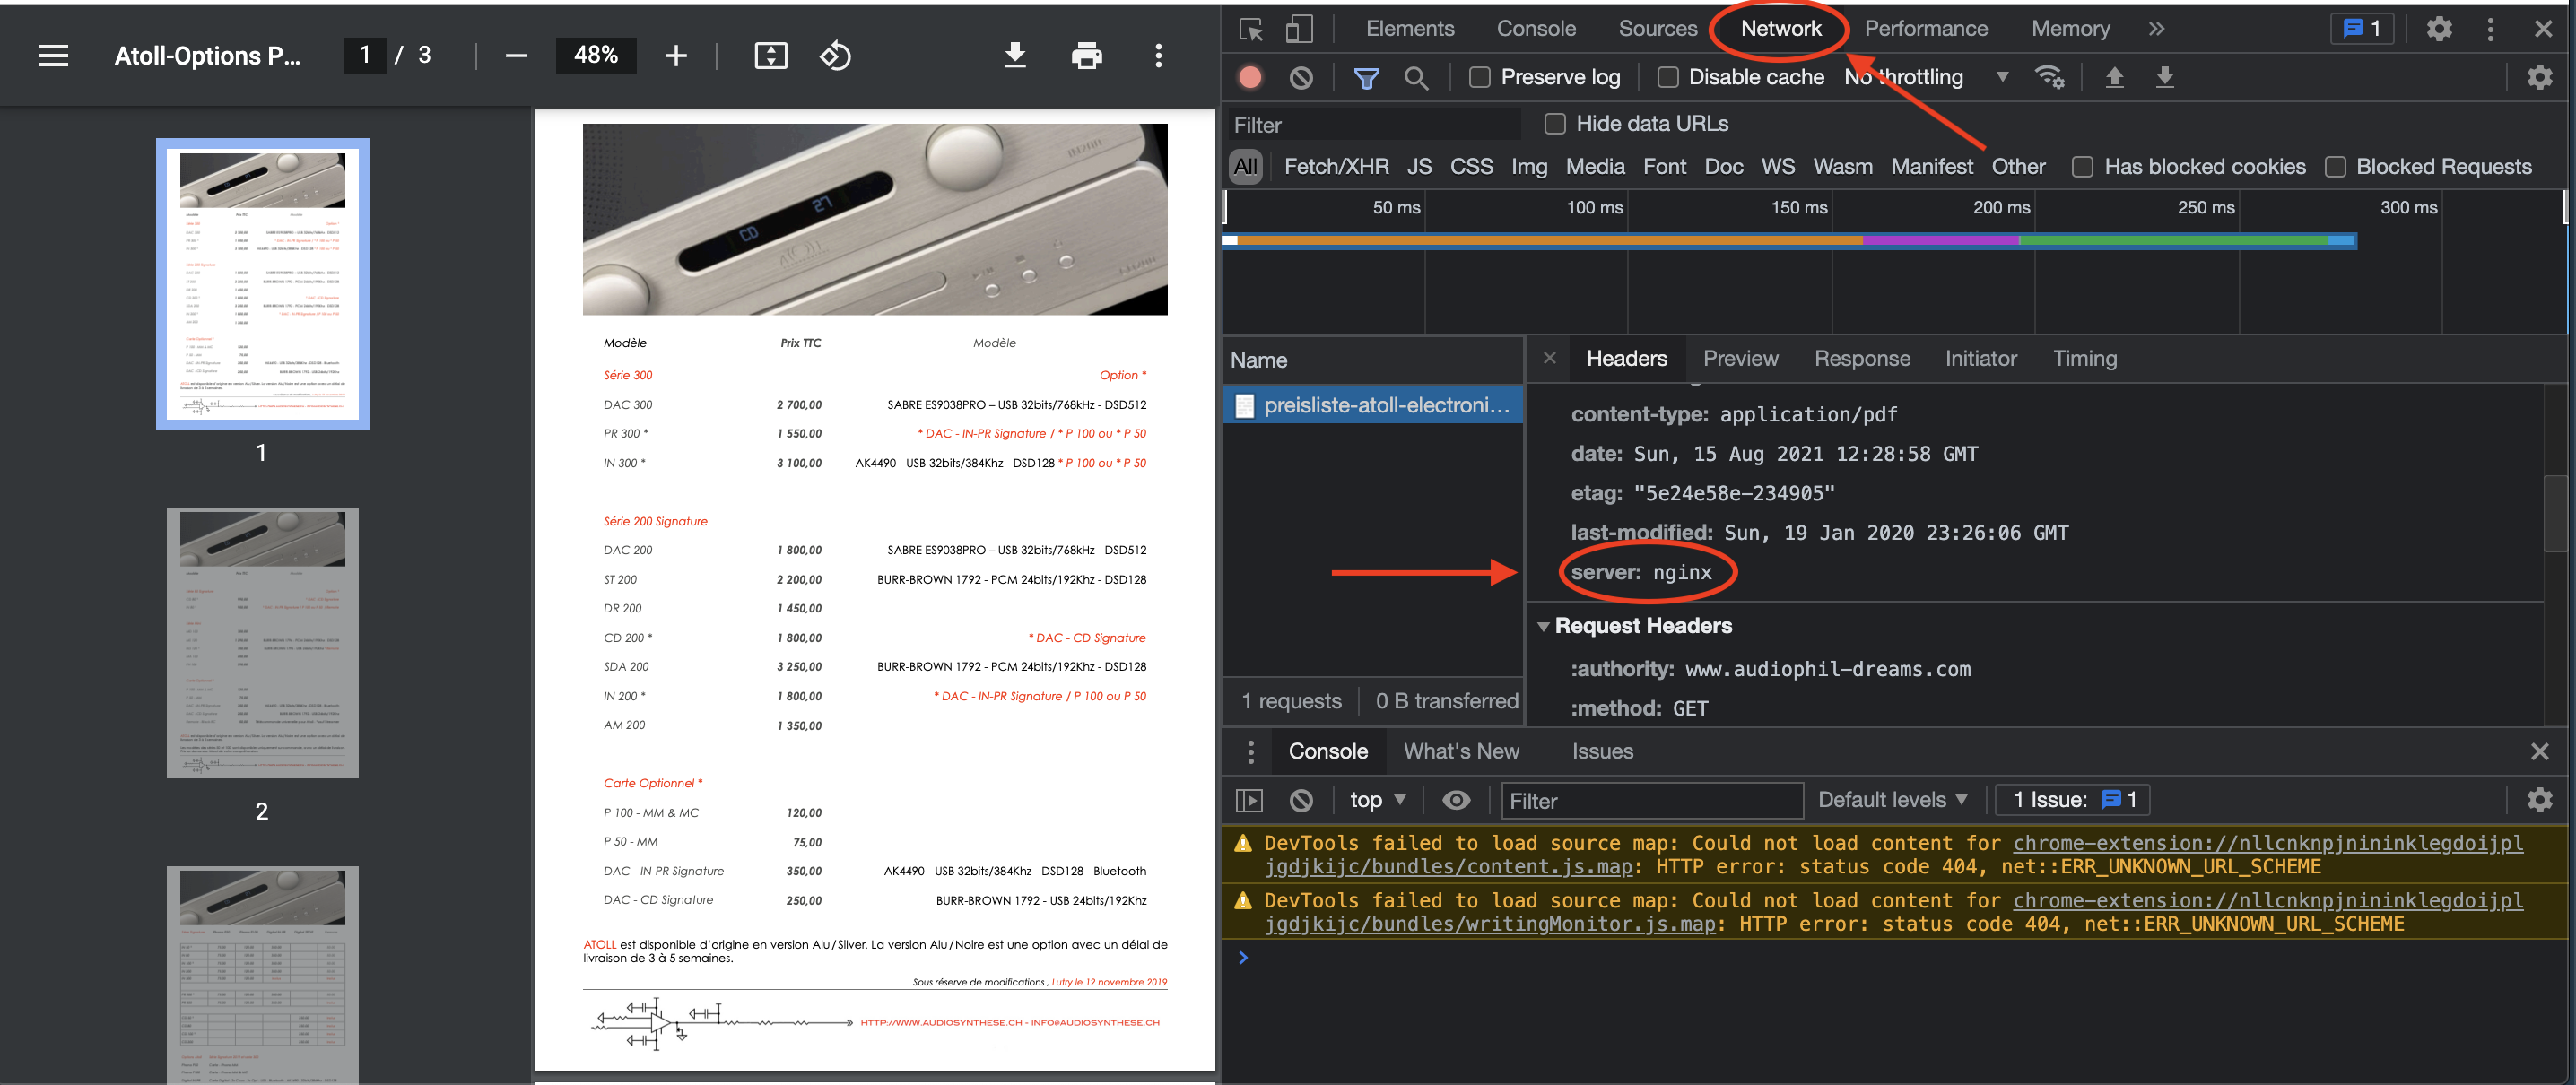 Atoll-Options P...
1 / 3
48%
1
2
CD 27
ATOLL
IN200
Modèle Prix TTC Modèle
Série 300 Option *
DAC 300 2 700,00 SABRE ES9038PRO – USB 32bits/768kHz - DSD512
PR 300 * 1 550,00 * DAC - IN-PR Signature / * P 100 ou * P 50
IN 300 * 3 100,00 AK4490 - USB 32bits/384Khz - DSD128 * P 100 ou * P 50
Série 200 Signature
DAC 200 1 800,00 SABRE ES9038PRO – USB 32bits/768kHz - DSD512
ST 200 2 200,00 BURR-BROWN 1792 - PCM 24bits/192Khz - DSD128
DR 200 1 450,00
CD 200 * 1 800,00 * DAC - CD Signature
SDA 200 3 250,00 BURR-BROWN 1792 - PCM 24bits/192Khz - DSD128
IN 200 * 1 800,00 * DAC - IN-PR Signature / P 100 ou P 50
AM 200 1 350,00
Carte Optionnel *
P 100 - MM & MC 120,00
P 50 - MM 75,00
DAC - IN-PR Signature 350,00 AK4490 - USB 32bits/384Khz - DSD128 - Bluetooth
DAC - CD Signature 250,00 BURR-BROWN 1792 - USB 24bits/192Khz
ATOLL est disponible d'origine en version Alu/Silver. La version Alu/Noire est une option avec un délai de
livraison de 3 à 5 semaines.
Sous réserve de modifications , Lutry le 12 novembre 2019
HTTP://WWW.AUDIOSYNTHESE.CH - INFO@AUDIOSYNTHESE.CH
Elements Console Sources Network Performance Memory » 1
Preserve log Disable cache No throttling
Filter Hide data URLs
All Fetch/XHR JS CSS Img Media Font Doc WS Wasm Manifest Other Has blocked cookies Blocked Requests
50 ms 100 ms 150 ms 200 ms 250 ms 300 ms
Name
preisliste-atoll-electroni...
1 requests 0 B transferred
Headers Preview Response Initiator Timing
content-type: application/pdf
date: Sun, 15 Aug 2021 12:28:58 GMT
etag: "5e24e58e-234905"
last-modified: Sun, 19 Jan 2020 23:26:06 GMT
server: nginx
Request Headers
:authority: www.audiophil-dreams.com
:method: GET
Console What's New Issues
top Filter Default levels 1 Issue: 1
DevTools failed to load source map: Could not load content for chrome-extension://nllcnknpjnininklegdoijpl
jgdjkijc/bundles/content.js.map: HTTP error: status code 404, net::ERR_UNKNOWN_URL_SCHEME
DevTools failed to load source map: Could not load content for chrome-extension://nllcnknpjnininklegdoijpl
jgdjkijc/bundles/writingMonitor.js.map: HTTP error: status code 404, net::ERR_UNKNOWN_URL_SCHEME